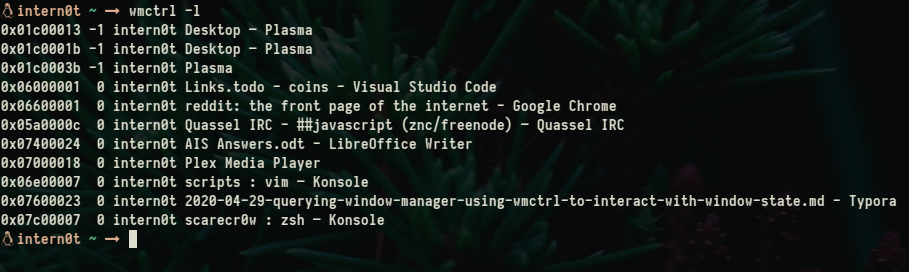 intern0t ~ → wmctrl -l
0x01c00013 -1 intern0t Desktop — Plasma
0x01c0001b -1 intern0t Desktop — Plasma
0x01c0003b -1 intern0t Plasma
0x06000001  0 intern0t Links.todo - coins - Visual Studio Code
0x06600001  0 intern0t reddit: the front page of the internet - Google Chrome
0x05a0000c  0 intern0t Quassel IRC - ##javascript (znc/freenode) — Quassel IRC
0x07400024  0 intern0t AIS Answers.odt - LibreOffice Writer
0x07000018  0 intern0t Plex Media Player
0x06e00007  0 intern0t scripts : vim — Konsole
0x07600023  0 intern0t 2020-04-29-querying-window-manager-using-wmctrl-to-interact-with-window-state.md - Typora
0x07c00007  0 intern0t scarecr0w : zsh — Konsole
intern0t ~ →